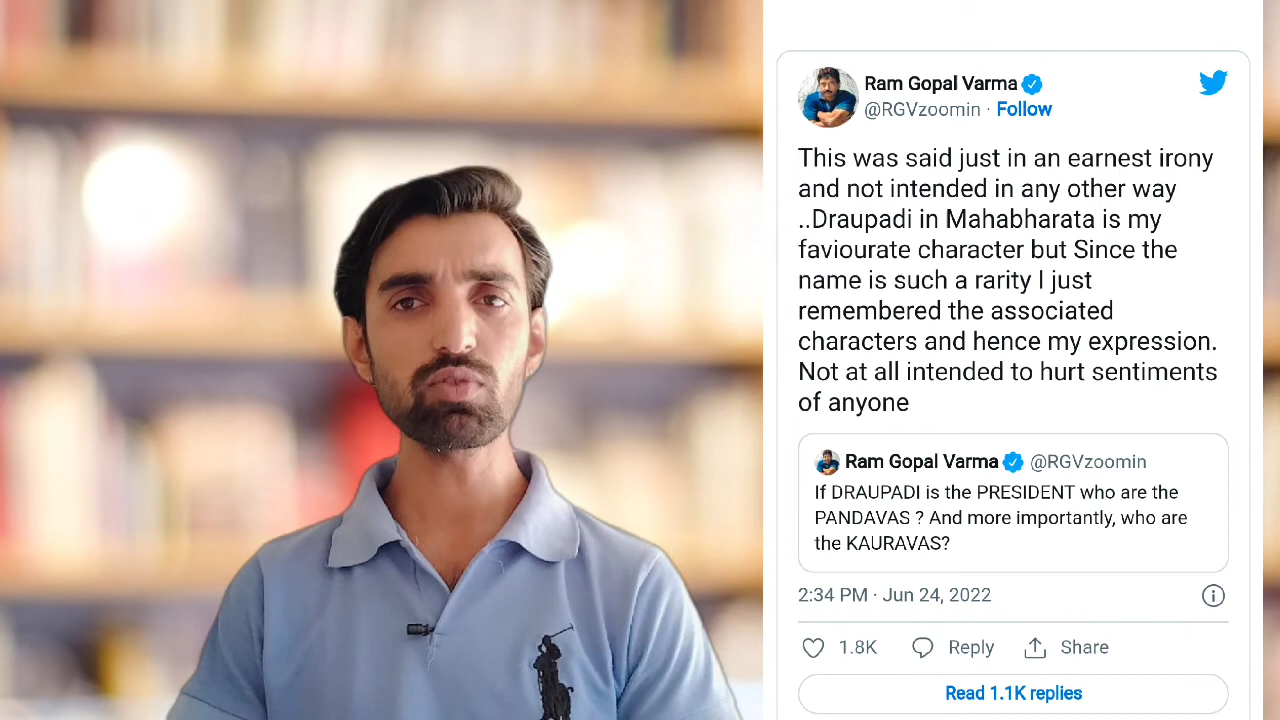 Ram Gopal Varma
@RGVzoomin · Follow
This was said just in an earnest irony
and not intended in any other way
..Draupadi in Mahabharata is my
faviourate character but Since the
name is such a rarity I just
remembered the associated
characters and hence my expression.
Not at all intended to hurt sentiments
of anyone
Ram Gopal Varma @RGVzoomin
If DRAUPADI is the PRESIDENT who are the
PANDAVAS ? And more importantly, who are
the KAURAVAS?
2:34 PM · Jun 24, 2022
1.8K Reply Share
Read 1.1K replies